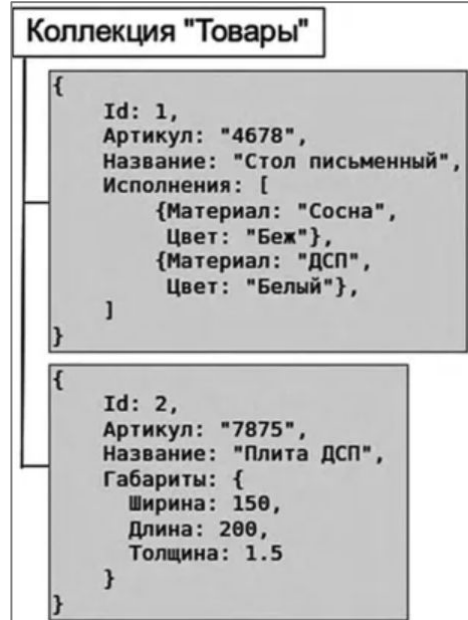 Коллекция "Товары"
{
Id: 1,
Артикул: "4678",
Название: "Стол письменный",
Исполнения: [
{Материал: "Сосна",
Цвет: "Беж"},
{Материал: "ДСП",
Цвет: "Белый"},
]
}
{
Id: 2,
Артикул: "7875",
Название: "Плита ДСП",
Габариты: {
Ширина: 150,
Длина: 200,
Толщина: 1.5
}
}